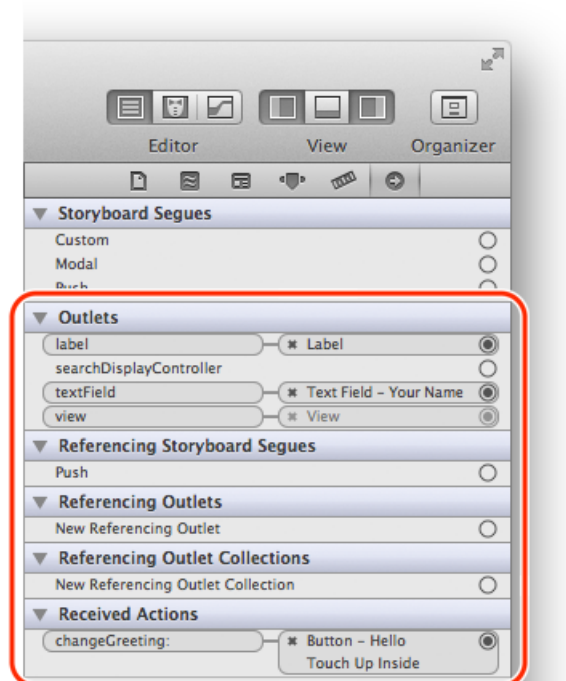 Editor View Organizer
Storyboard Segues
Custom
Modal
Push
Outlets
label Label
searchDisplayController
textField Text Field – Your Name
view View
Referencing Storyboard Segues
Push
Referencing Outlets
New Referencing Outlet
Referencing Outlet Collections
New Referencing Outlet Collection
Received Actions
changeGreeting: Button – Hello
Touch Up Inside